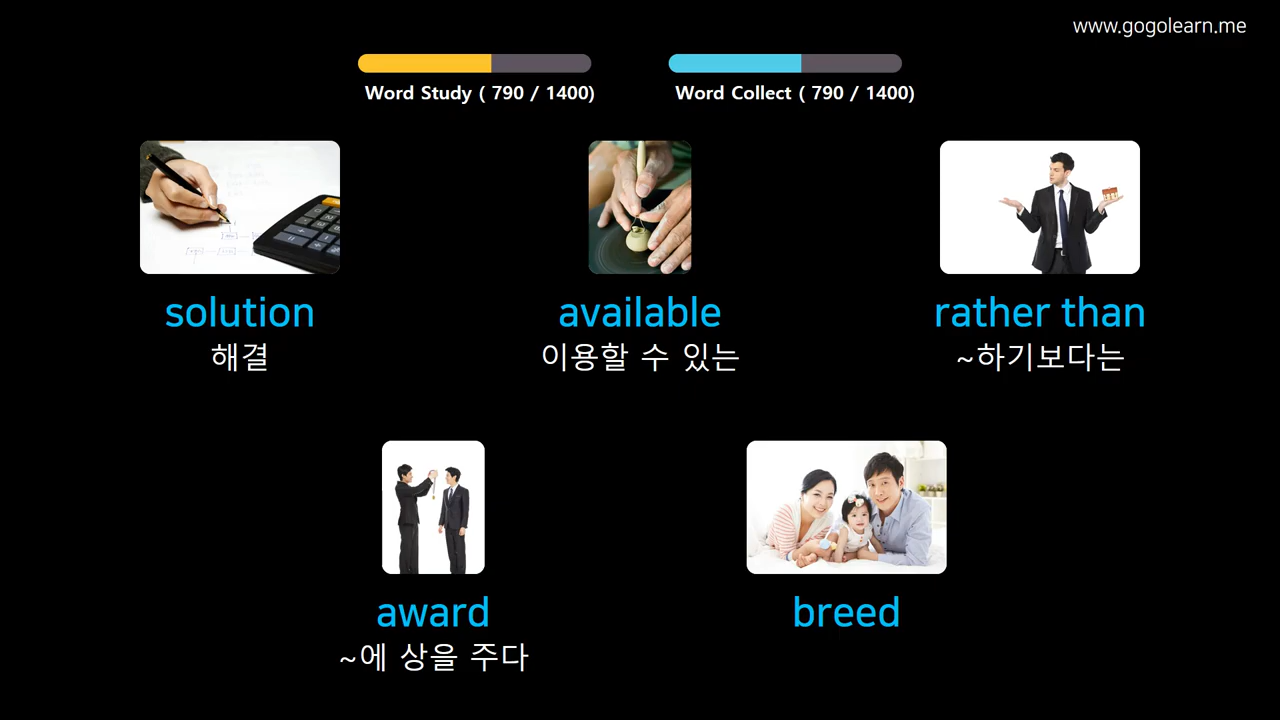 www.gogolearn.me
Word Study ( 790 / 1400)
Word Collect ( 790 / 1400)
solution
해결
available
이용할 수 있는
rather than
~하기보다는
award
~에 상을 주다
breed